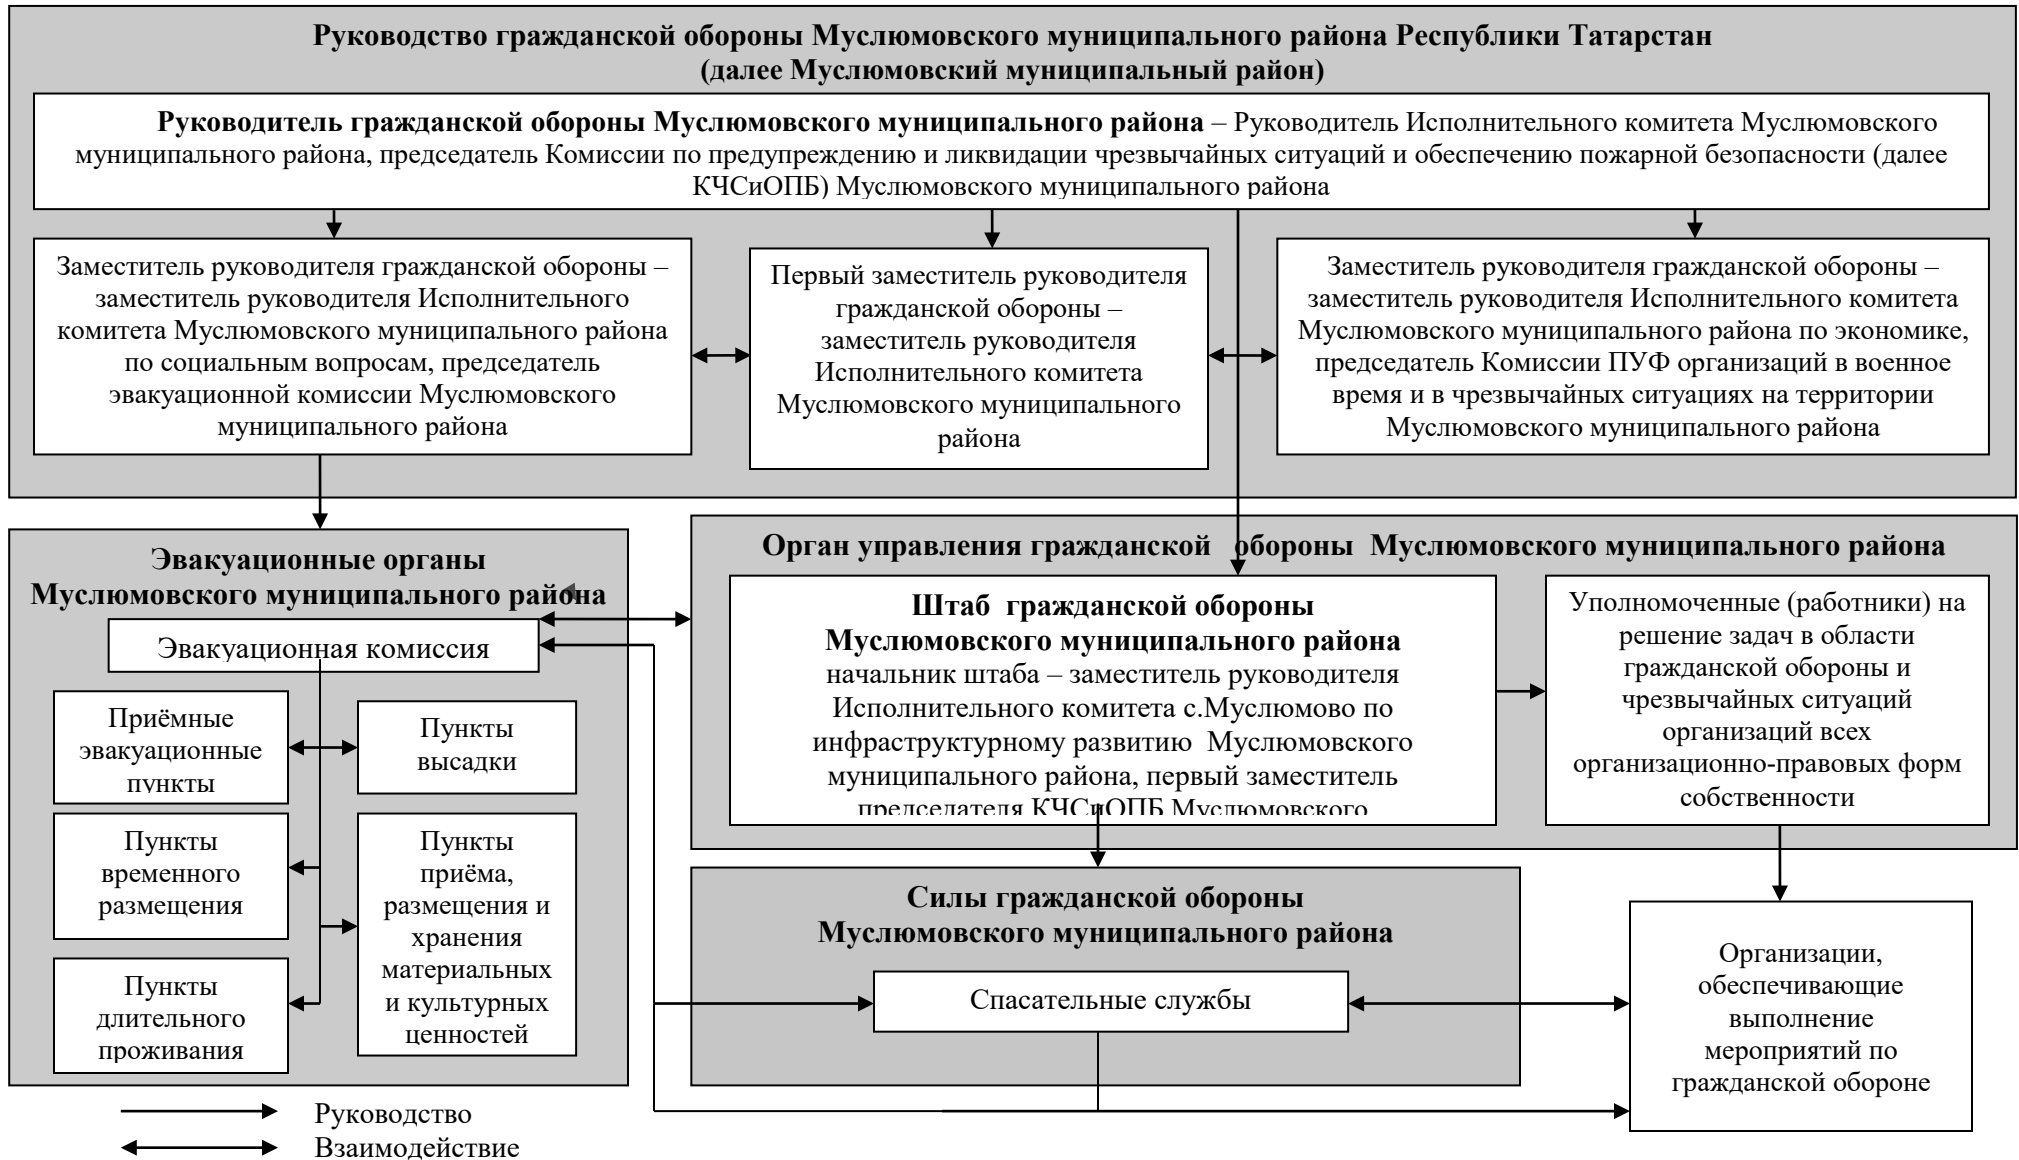 Руководство гражданской обороны Муслюмовского муниципального района Республики Татарстан
(далее Муслюмовский муниципальный район)
Руководитель гражданской обороны Муслюмовского муниципального района – Руководитель Исполнительного комитета Муслюмовского
муниципального района, председатель Комиссии по предупреждению и ликвидации чрезвычайных ситуаций и обеспечению пожарной безопасности (далее
КЧСиОПБ) Муслюмовского муниципального района
Заместитель руководителя гражданской обороны –
заместитель руководителя Исполнительного
комитета Муслюмовского муниципального района
по социальным вопросам, председатель
эвакуационной комиссии Муслюмовского
муниципального района
Первый заместитель руководителя
гражданской обороны –
заместитель руководителя
Исполнительного комитета
Муслюмовского муниципального
района
Заместитель руководителя гражданской обороны –
заместитель руководителя Исполнительного комитета
Муслюмовского муниципального района по экономике,
председатель Комиссии ПУФ организаций в военное
время и в чрезвычайных ситуациях на территории
Муслюмовского муниципального района
Эвакуационные органы
Муслюмовского муниципального района
Эвакуационная комиссия
Приёмные
эвакуационные
пункты
Пункты
высадки
Пункты
временного
размещения
Пункты
приёма,
размещения и
хранения
материальных
и культурных
ценностей
Пункты
длительного
проживания
Орган управления гражданской обороны Муслюмовского муниципального района
Штаб гражданской обороны
Муслюмовского муниципального района
начальник штаба – заместитель руководителя
Исполнительного комитета с.Муслюмово по
инфраструктурному развитию Муслюмовского
муниципального района, первый заместитель
председателя КЧСиОПБ Муслюмовского
Уполномоченные (работники) на
решение задач в области
гражданской обороны и
чрезвычайных ситуаций
организаций всех
организационно-правовых форм
собственности
Силы гражданской обороны
Муслюмовского муниципального района
Спасательные службы
Организации,
обеспечивающие
выполнение
мероприятий по
гражданской обороне
Руководство
Взаимодействие